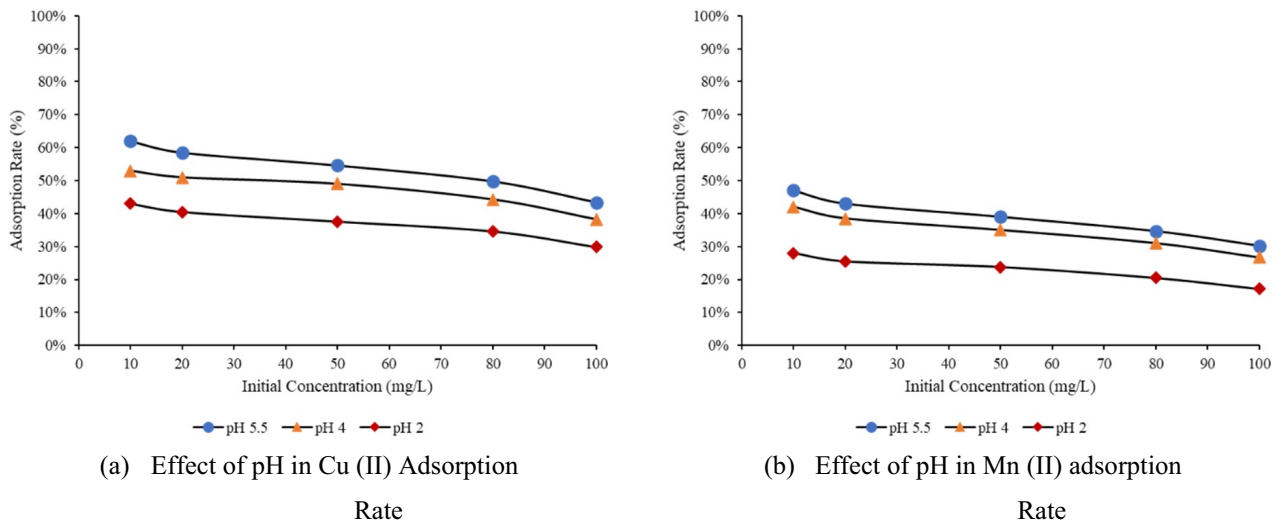 100%
90%
80%
70%
60%
50%
40%
30%
20%
10%
0%
Adsorption Rate (%)
0 10 20 30 40 50 60 70 80 90 100
Initial Concentration (mg/L)
pH 5.5 pH 4 pH 2
(a) Effect of pH in Cu (II) Adsorption
Rate
100%
90%
80%
70%
60%
50%
40%
30%
20%
10%
0%
Adsorption Rate (%)
0 10 20 30 40 50 60 70 80 90 100
Initial Concentration (mg/L)
pH 5.5 pH 4 pH 2
(b) Effect of pH in Mn (II) adsorption
Rate